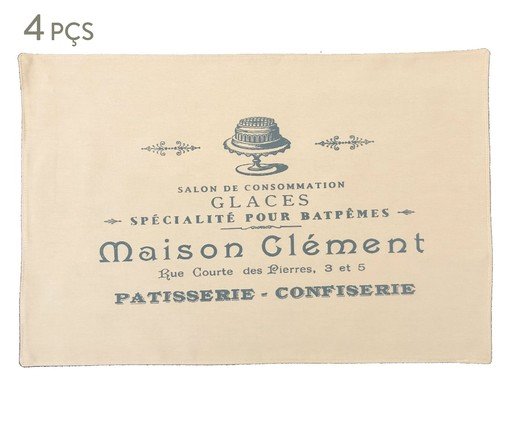 4 PÇS
SALON DE CONSOMMATION
GLACES
SPÉCIALITÉ POUR BATPÊMES
Maison Clément
Rue Courte des Pierres, 3 et 5
PATISSERIE - CONFISERIE